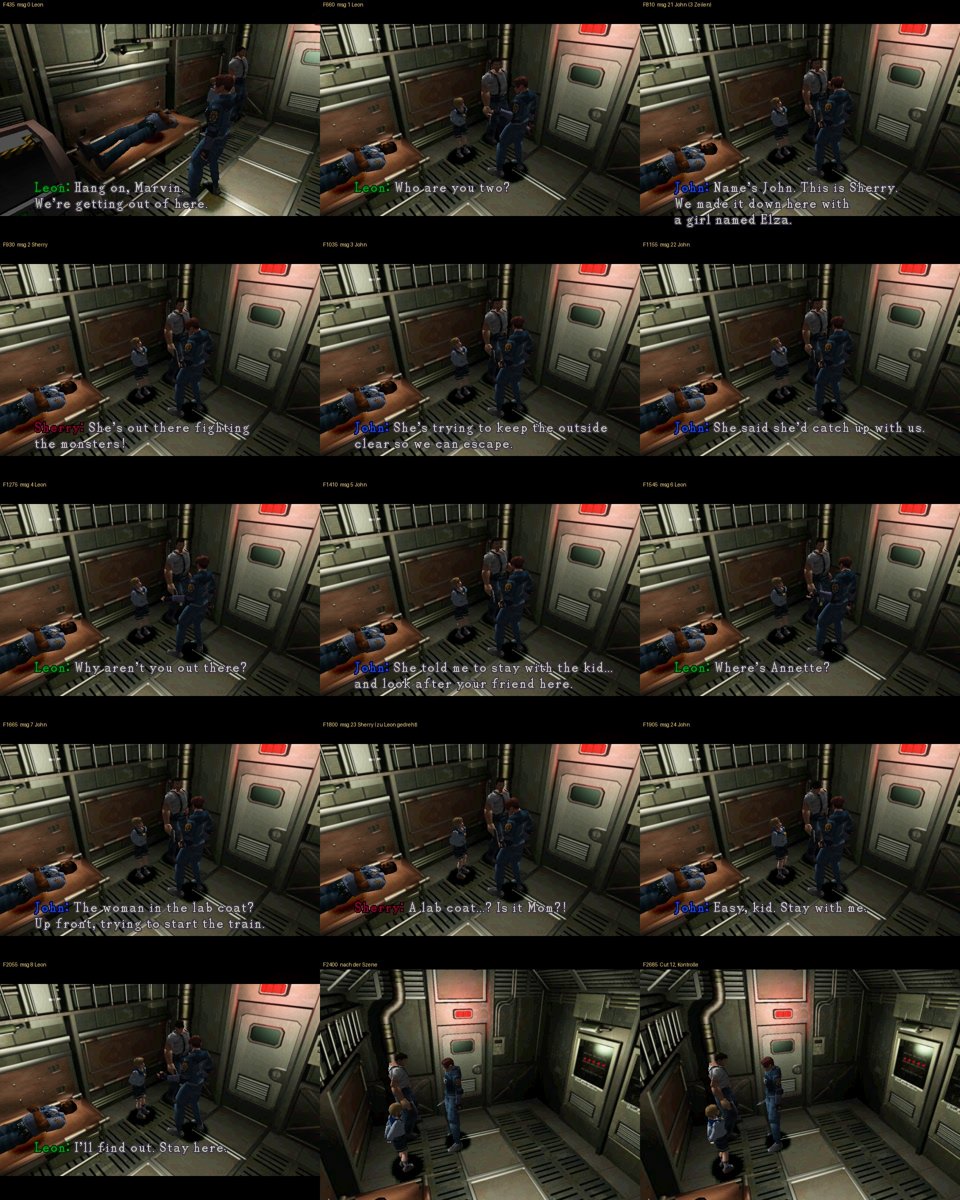 F435 msg 0 Leon
Leon: Hang on, Marvin.
We're getting out of here.
F660 msg 1 Leon
Leon: Who are you two?
F810 msg 21 John (3 Zeilen)
John: Name's John. This is Sherry.
We made it down here with
a girl named Elza.
F930 msg 2 Sherry
Sherry: She's out there fighting
the monsters!
F1035 msg 3 John
John: She's trying to keep the outside
clear so we can escape.
F1155 msg 22 John
John: She said she'd catch up with us.
F1275 msg 4 Leon
Leon: Why aren't you out there?
F1410 msg 5 John
John: She told me to stay with the kid...
and look after your friend here.
F1545 msg 6 Leon
Leon: Where's Annette?
F1665 msg 7 John
John: The woman in the lab coat?
Up front, trying to start the train.
F1800 msg 23 Sherry (zu Leon gedreht)
Sherry: A lab coat...? Is it Mom?!
F1905 msg 24 John
John: Easy, kid. Stay with me.
F2055 msg 8 Leon
Leon: I'll find out. Stay here.
F2400 nach der Szene
F2685 Cut 12, Kontrolle